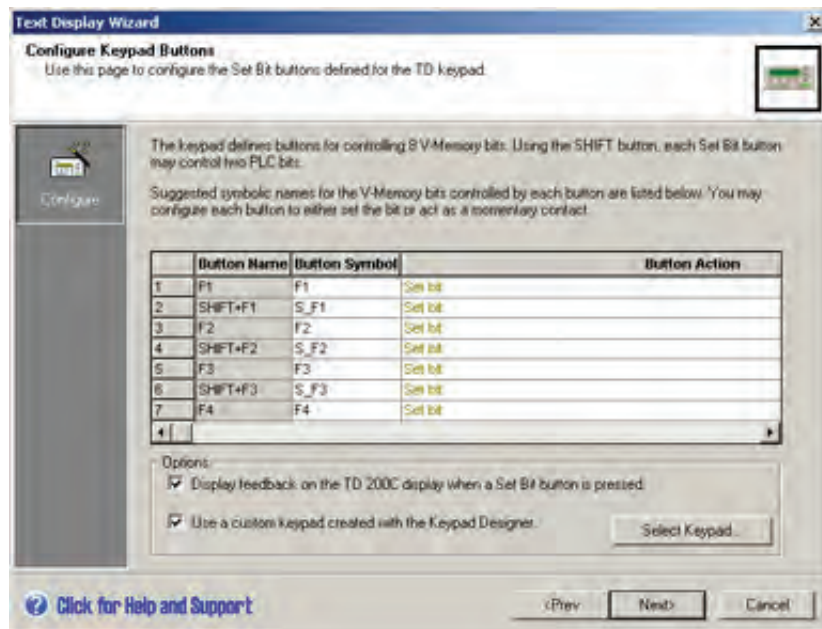 Text Display Wizard
Configure Keypad Buttons
Use this page to configure the Set Bit buttons defined for the TD keypad.
Configure
The keypad defines buttons for controlling 8 V-Memory bits. Using the SHIFT button, each Set Bit button
may control two PLC bits.
Suggested symbolic names for the V-Memory bits controlled by each button are listed below. You may
configure each button to either set the bit or act as a momentary contact.
Button Name Button Symbol Button Action
1 F1 F1 Set bit
2 SHIFT+F1 S_F1 Set bit
3 F2 F2 Set bit
4 SHIFT+F2 S_F2 Set bit
5 F3 F3 Set bit
6 SHIFT+F3 S_F3 Set bit
7 F4 F4 Set bit
Options
Display feedback on the TD 200C display when a Set Bit button is pressed.
Use a custom keypad created with the Keypad Designer.
Select Keypad...
Click for Help and Support
<Prev Next> Cancel